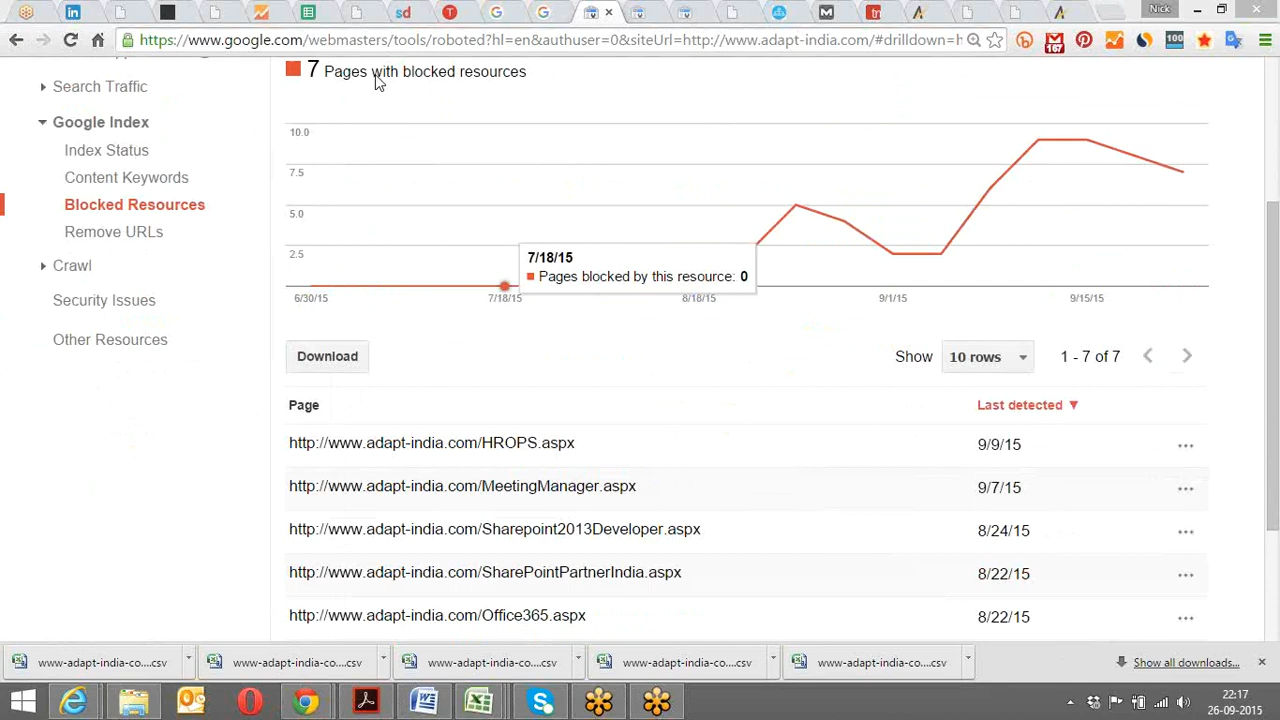 Nick
https://www.google.com/webmasters/tools/roboted?hl=en&authuser=0&siteUrl=http://www.adapt-india.com/#drilldown=h
167
100
7 Pages with blocked resources
Search Traffic
Google Index
Index Status
Content Keywords
Blocked Resources
Remove URLs
Crawl
Security Issues
Other Resources
10.0
7.5
5.0
2.5
7/18/15
Pages blocked by this resource: 0
6/30/15 7/18/15 8/18/15 9/1/15 9/15/15
Download Show 10 rows 1 - 7 of 7
Page Last detected ▼
http://www.adapt-india.com/HROPS.aspx 9/9/15
http://www.adapt-india.com/MeetingManager.aspx 9/7/15
http://www.adapt-india.com/Sharepoint2013Developer.aspx 8/24/15
http://www.adapt-india.com/SharePointPartnerIndia.aspx 8/22/15
http://www.adapt-india.com/Office365.aspx 8/22/15
www-adapt-india-co....csv www-adapt-india-co....csv www-adapt-india-co....csv www-adapt-india-co....csv www-adapt-india-co....csv Show all downloads...
22:17
26-09-2015